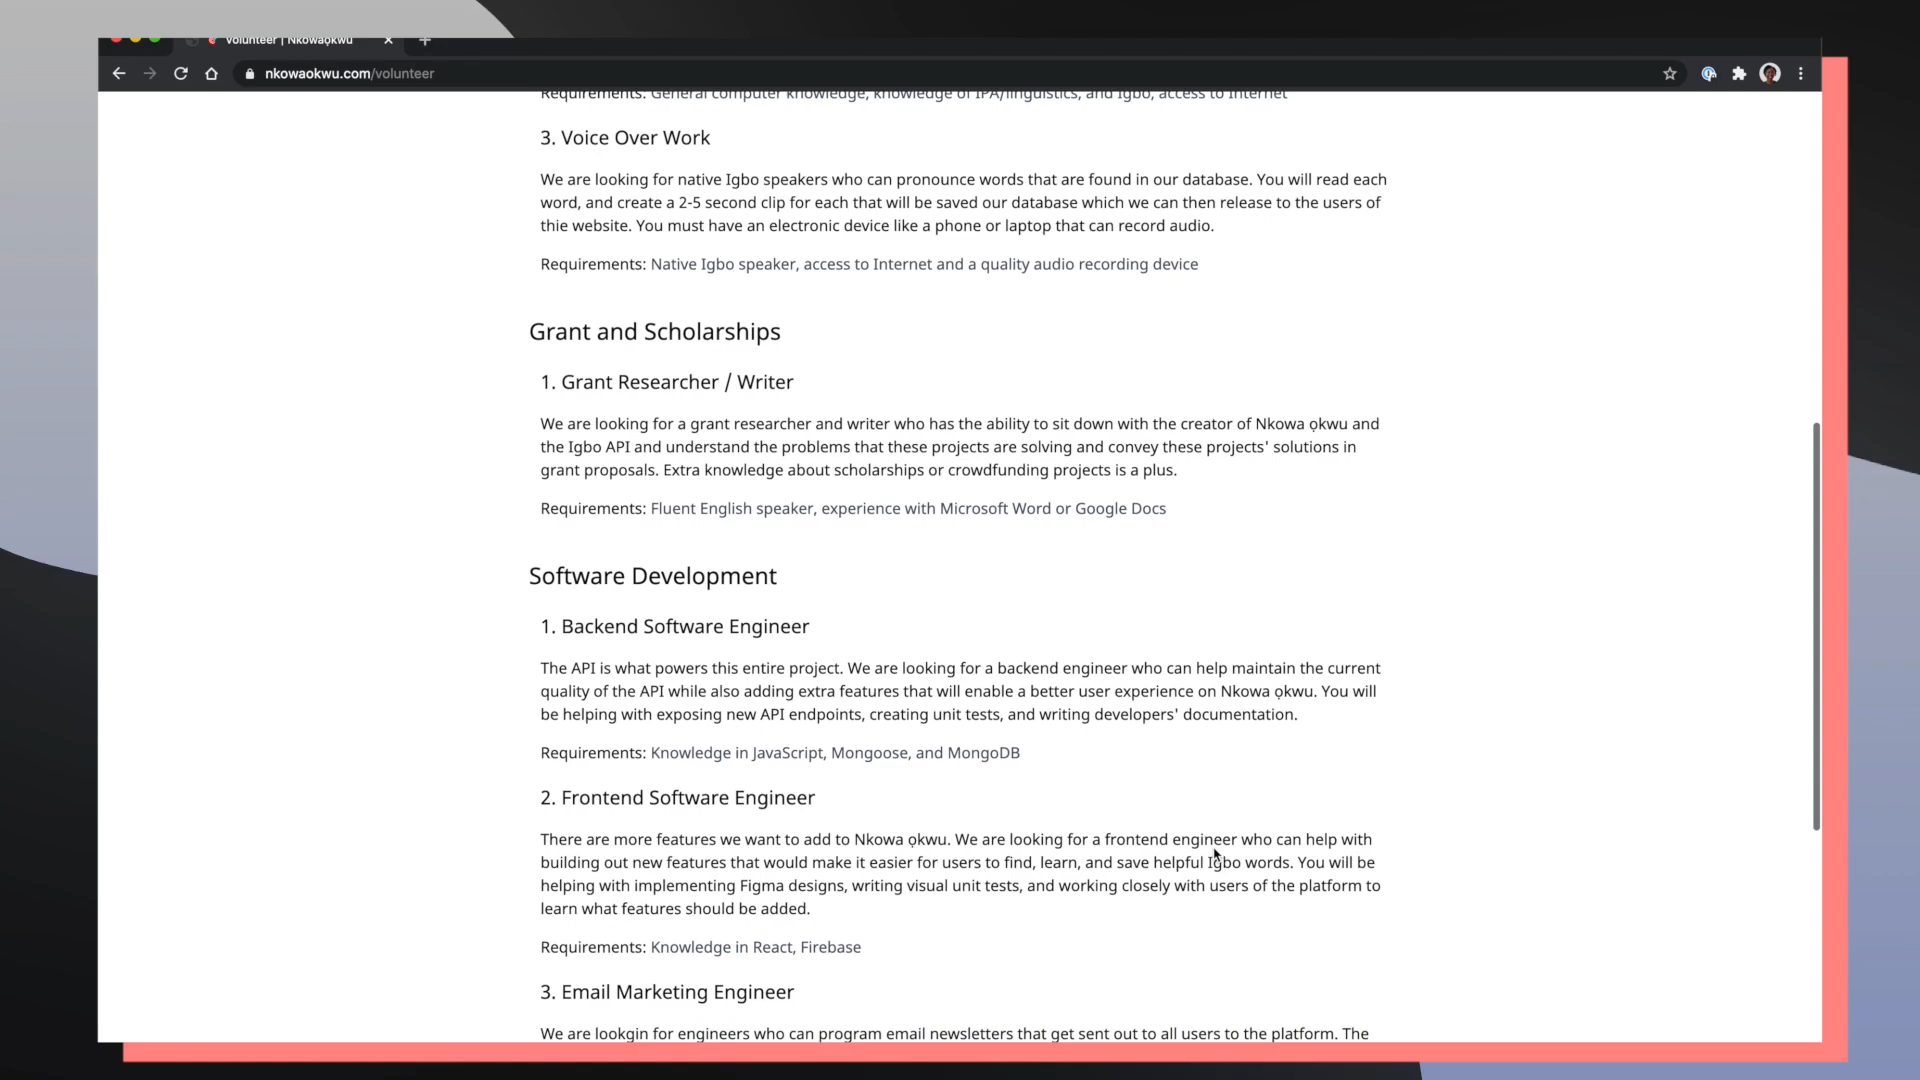 Volunteer | Nkowaọkwu
nkowaokwu.com/volunteer
Requirements: General computer knowledge, knowledge of IPA/linguistics, and Igbo, access to Internet
3. Voice Over Work
We are looking for native Igbo speakers who can pronounce words that are found in our database. You will read each
word, and create a 2-5 second clip for each that will be saved our database which we can then release to the users of
thie website. You must have an electronic device like a phone or laptop that can record audio.
Requirements: Native Igbo speaker, access to Internet and a quality audio recording device
Grant and Scholarships
1. Grant Researcher / Writer
We are looking for a grant researcher and writer who has the ability to sit down with the creator of Nkowa ọkwu and
the Igbo API and understand the problems that these projects are solving and convey these projects' solutions in
grant proposals. Extra knowledge about scholarships or crowdfunding projects is a plus.
Requirements: Fluent English speaker, experience with Microsoft Word or Google Docs
Software Development
1. Backend Software Engineer
The API is what powers this entire project. We are looking for a backend engineer who can help maintain the current
quality of the API while also adding extra features that will enable a better user experience on Nkowa ọkwu. You will
be helping with exposing new API endpoints, creating unit tests, and writing developers' documentation.
Requirements: Knowledge in JavaScript, Mongoose, and MongoDB
2. Frontend Software Engineer
There are more features we want to add to Nkowa ọkwu. We are looking for a frontend engineer who can help with
building out new features that would make it easier for users to find, learn, and save helpful Igbo words. You will be
helping with implementing Figma designs, writing visual unit tests, and working closely with users of the platform to
learn what features should be added.
Requirements: Knowledge in React, Firebase
3. Email Marketing Engineer
We are lookgin for engineers who can program email newsletters that get sent out to all users to the platform. The